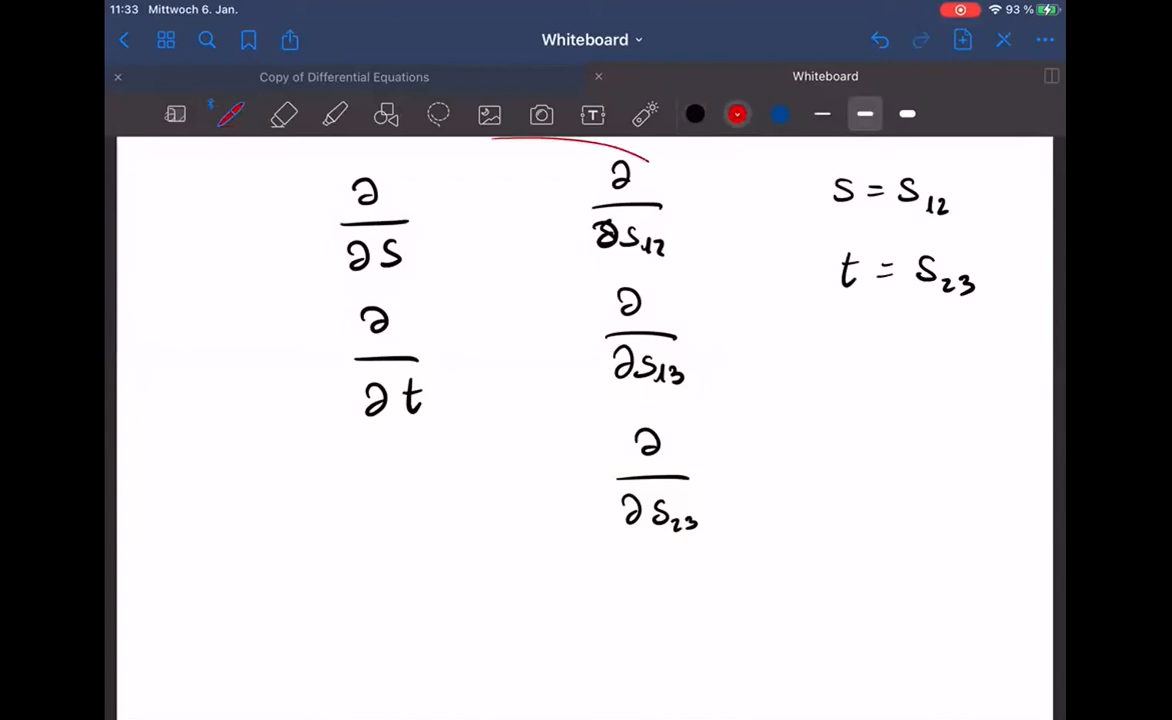 11:33 Mittwoch 6. Jan. 93 %
Whiteboard
Copy of Differential Equations Whiteboard
T
∂/∂s
∂/∂t
∂/∂s₁₂
∂/∂s₁₃
∂/∂s₂₃
s = s₁₂
t = s₂₃